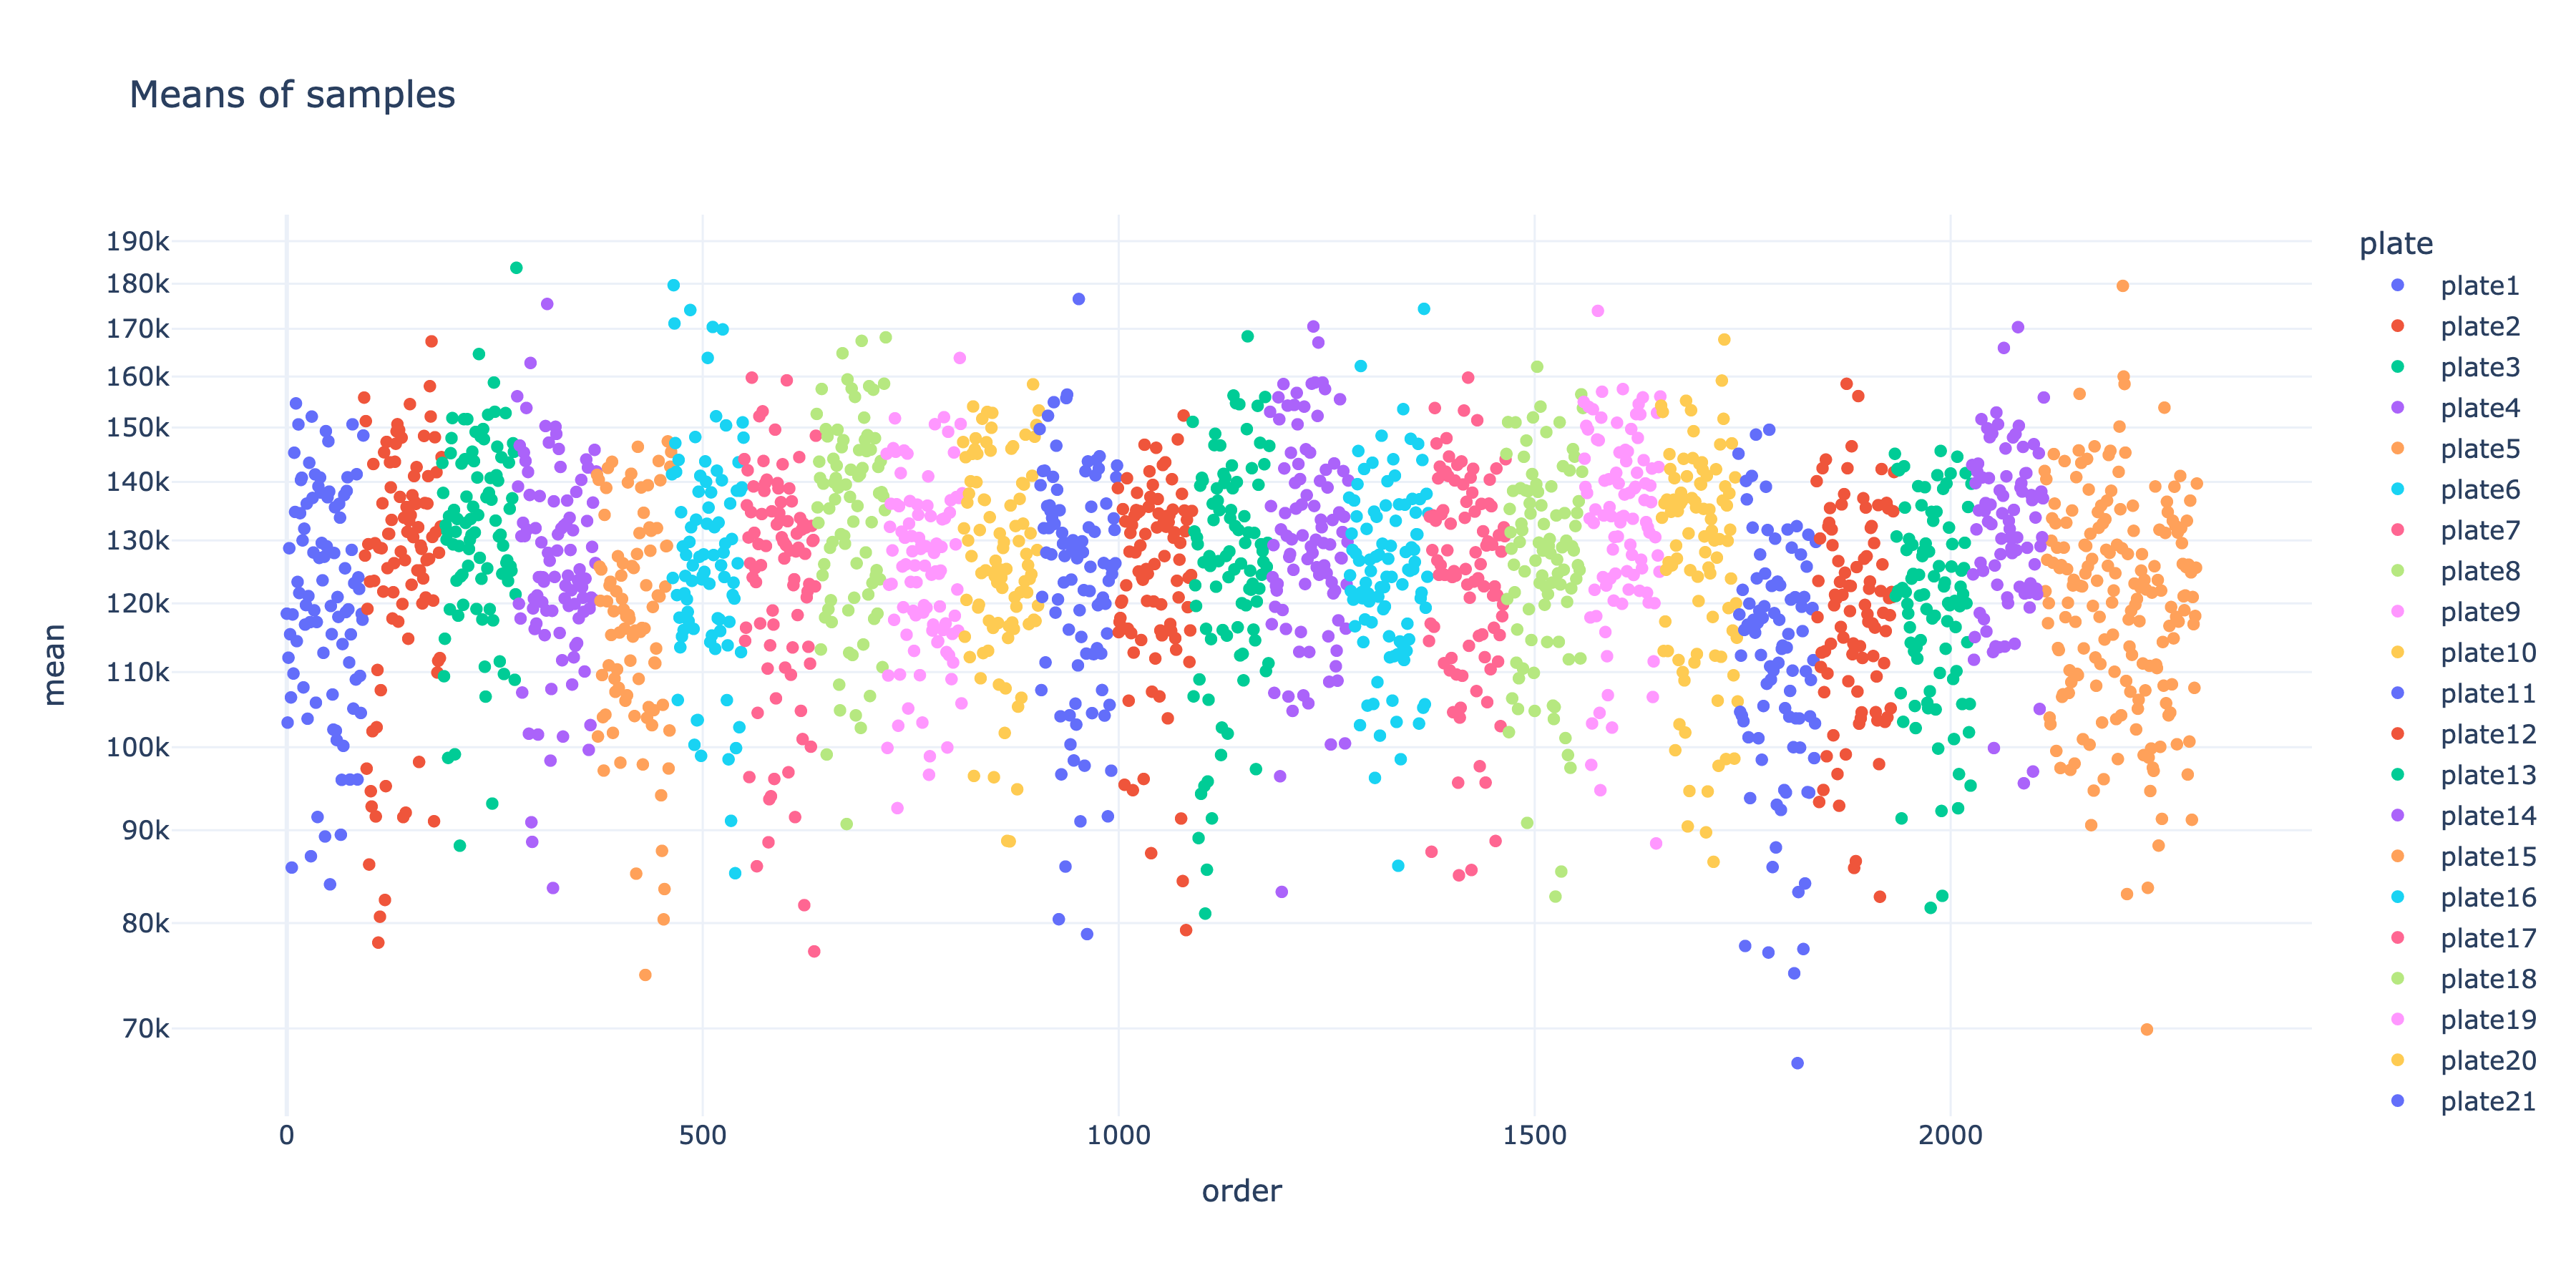 Means of samples
190k
180k
170k
160k
150k
140k
130k
120k
110k
100k
90k
80k
70k
mean
0
500
1000
1500
2000
order
plate
plate1
plate2
plate3
plate4
plate5
plate6
plate7
plate8
plate9
plate10
plate11
plate12
plate13
plate14
plate15
plate16
plate17
plate18
plate19
plate20
plate21